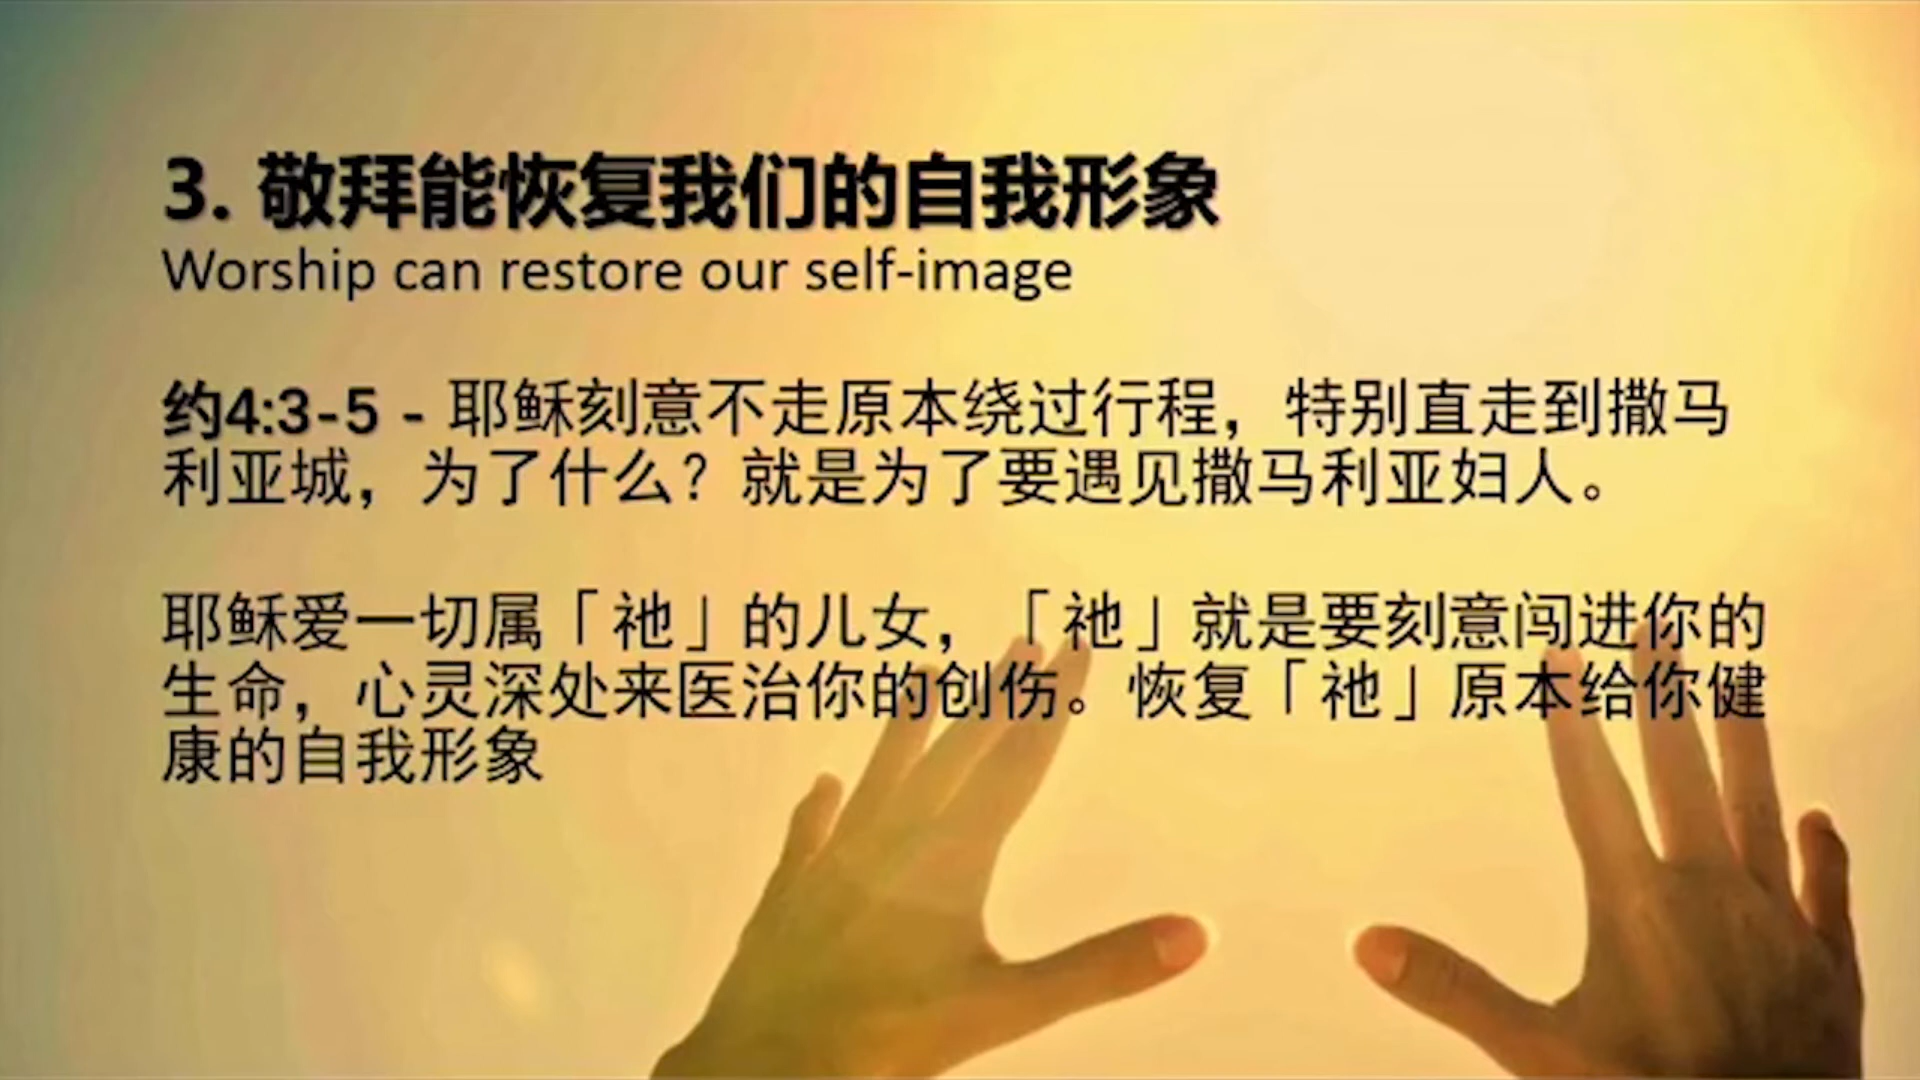 3. 敬拜能恢复我们的自我形象
Worship can restore our self-image
约4:3-5 - 耶稣刻意不走原本绕过行程，特别直走到撒马
利亚城，为了什么？就是为了要遇见撒马利亚妇人。
耶稣爱一切属「祂」的儿女，「祂」就是要刻意闯进你的
生命，心灵深处来医治你的创伤。恢复「祂」原本给你健
康的自我形象